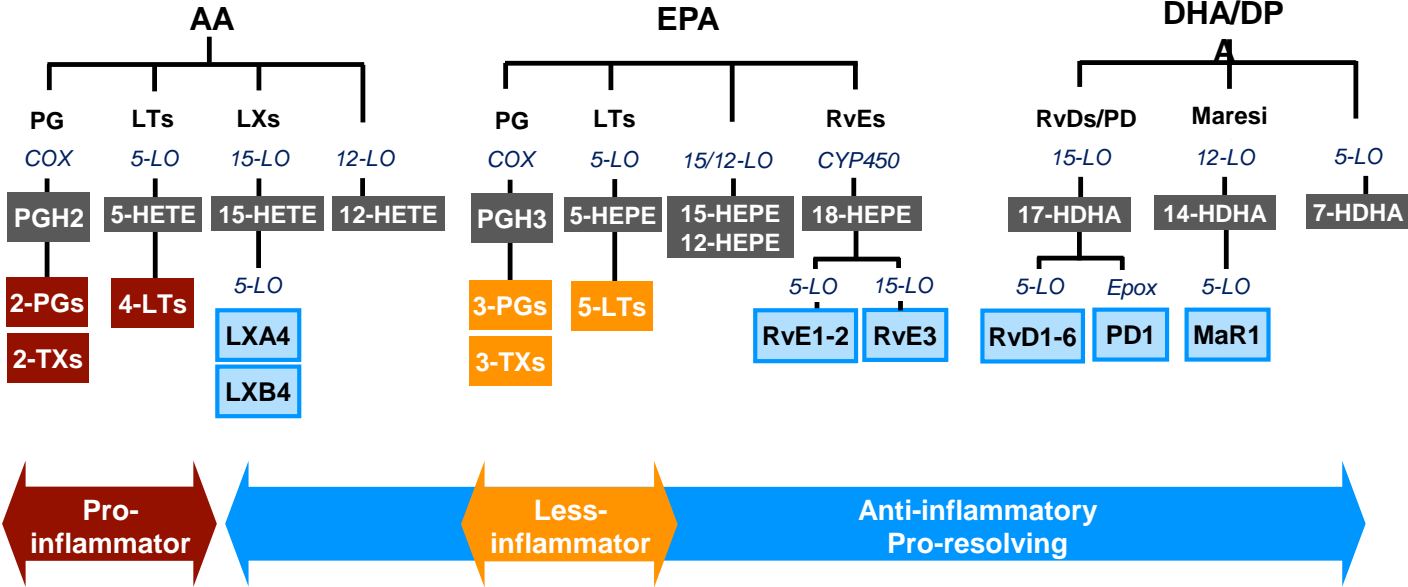 AA
EPA
DHA/DP
A
PG
LTs
LXs
PG
LTs
RvEs
RvDs/PD
Maresi
COX
5-LO
15-LO
12-LO
COX
5-LO
15/12-LO
CYP450
15-LO
12-LO
5-LO
PGH2
5-HETE
15-HETE
12-HETE
PGH3
5-HEPE
15-HEPE
12-HEPE
18-HEPE
17-HDHA
14-HDHA
7-HDHA
5-LO
5-LO
15-LO
5-LO
Epox
5-LO
2-PGs
4-LTs
3-PGs
5-LTs
2-TXs
LXA4
3-TXs
RvE1-2
RvE3
RvD1-6
PD1
MaR1
LXB4
Pro-
inflammator
Less-
inflammator
Anti-inflammatory
Pro-resolving